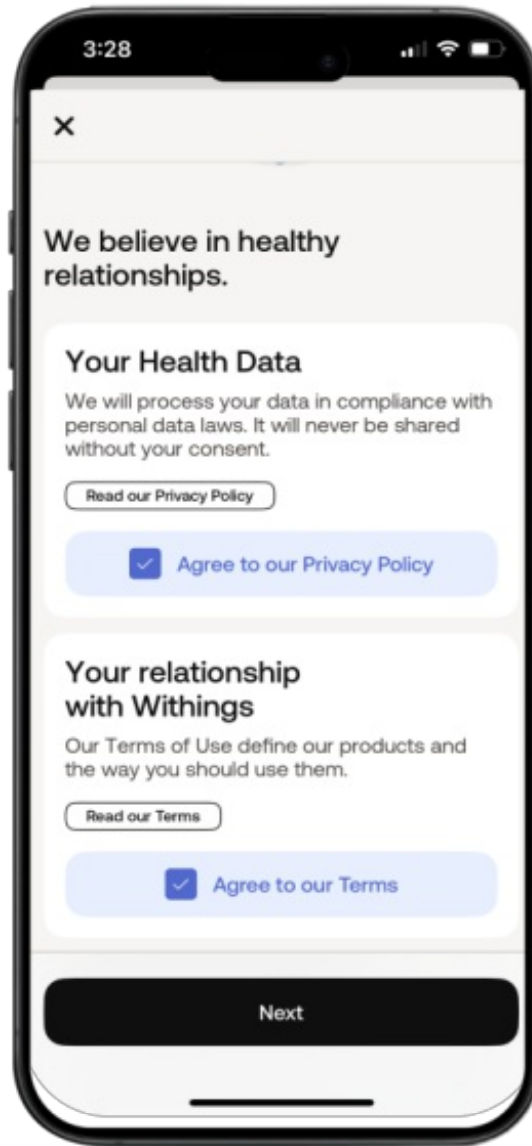 3:28
We believe in healthy
relationships.
Your Health Data
We will process your data in compliance with
personal data laws. It will never be shared
without your consent.
Read our Privacy Policy
Agree to our Privacy Policy
Your relationship
with Withings
Our Terms of Use define our products and
the way you should use them.
Read our Terms
Agree to our Terms
Next